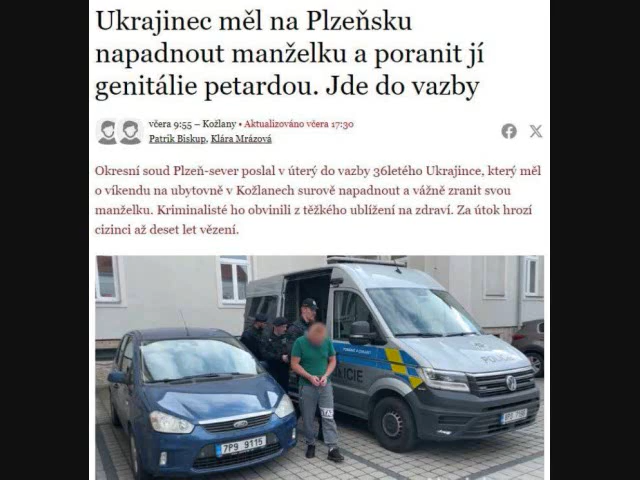 Ukrajinec měl na Plzeňsku
napadnout manželku a poranit jí
genitálie petardou. Jde do vazby
včera 9:55 – Kožlany • Aktualizováno včera 17:30
Patrik Biskup, Klára Mrázová
Okresní soud Plzeň-sever poslal v úterý do vazby 36letého Ukrajince, který měl
o víkendu na ubytovně v Kožlanech surově napadnout a vážně zranit svou
manželku. Kriminalisté ho obvinili z těžkého ublížení na zdraví. Za útok hrozí
cizinci až deset let vězení.
7P9 9115